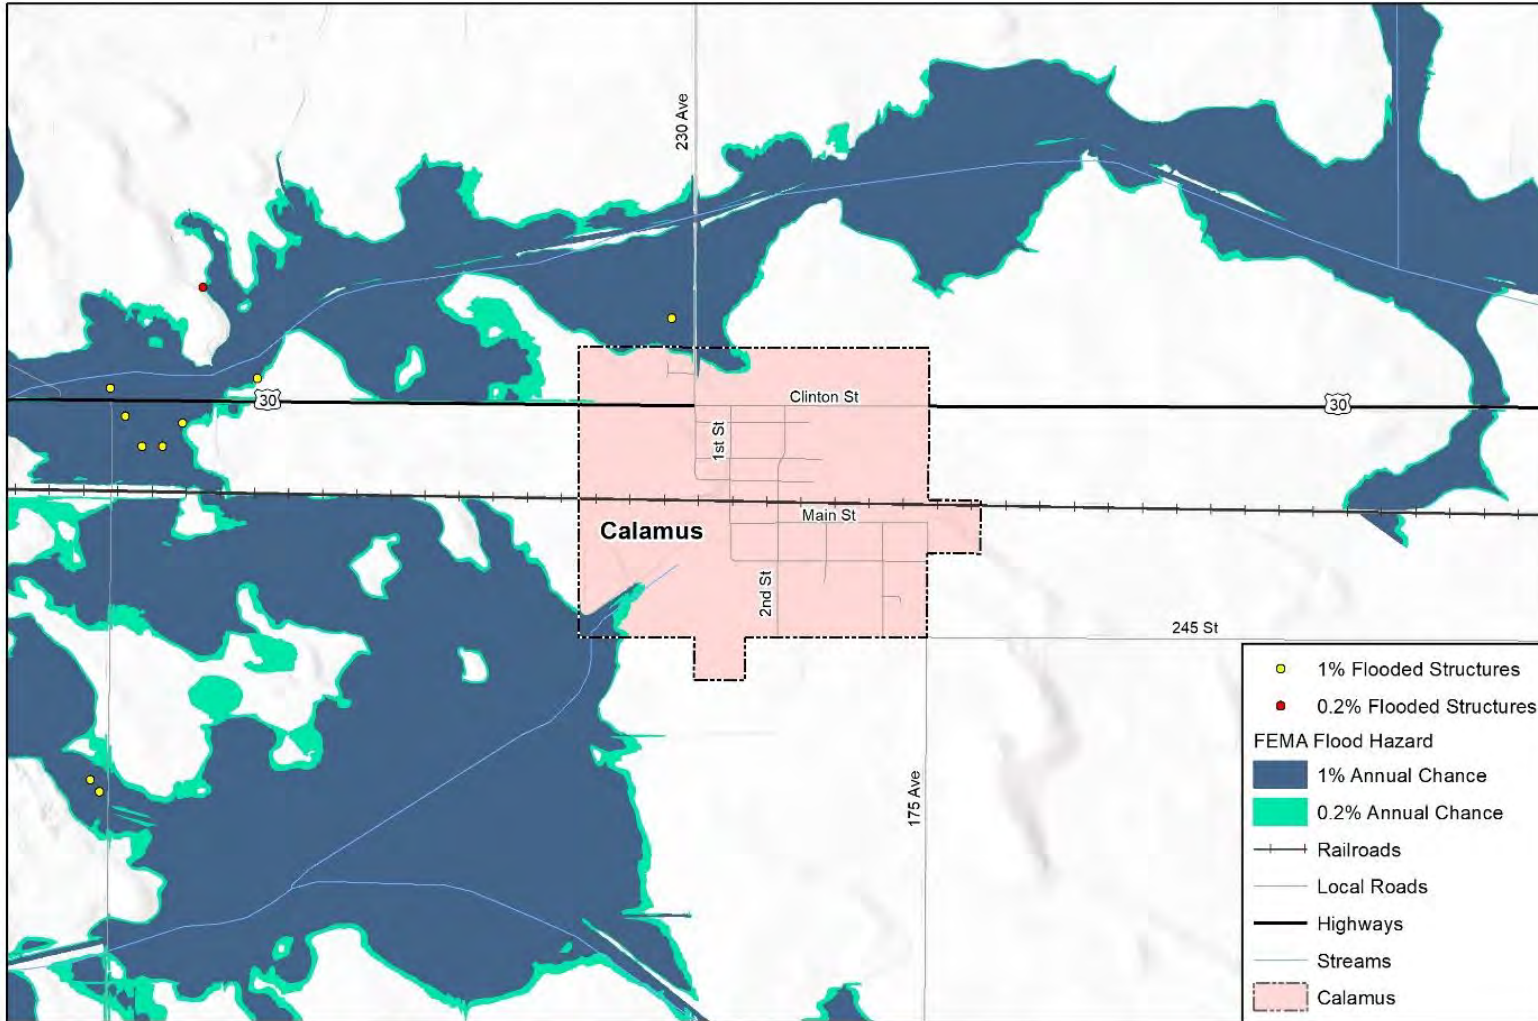 230 Ave
30
Clinton St
30
1st St
Main St
Calamus
2nd St
245 St
175 Ave
1% Flooded Structures
0.2% Flooded Structures
FEMA Flood Hazard
1% Annual Chance
0.2% Annual Chance
Railroads
Local Roads
Highways
Streams
Calamus